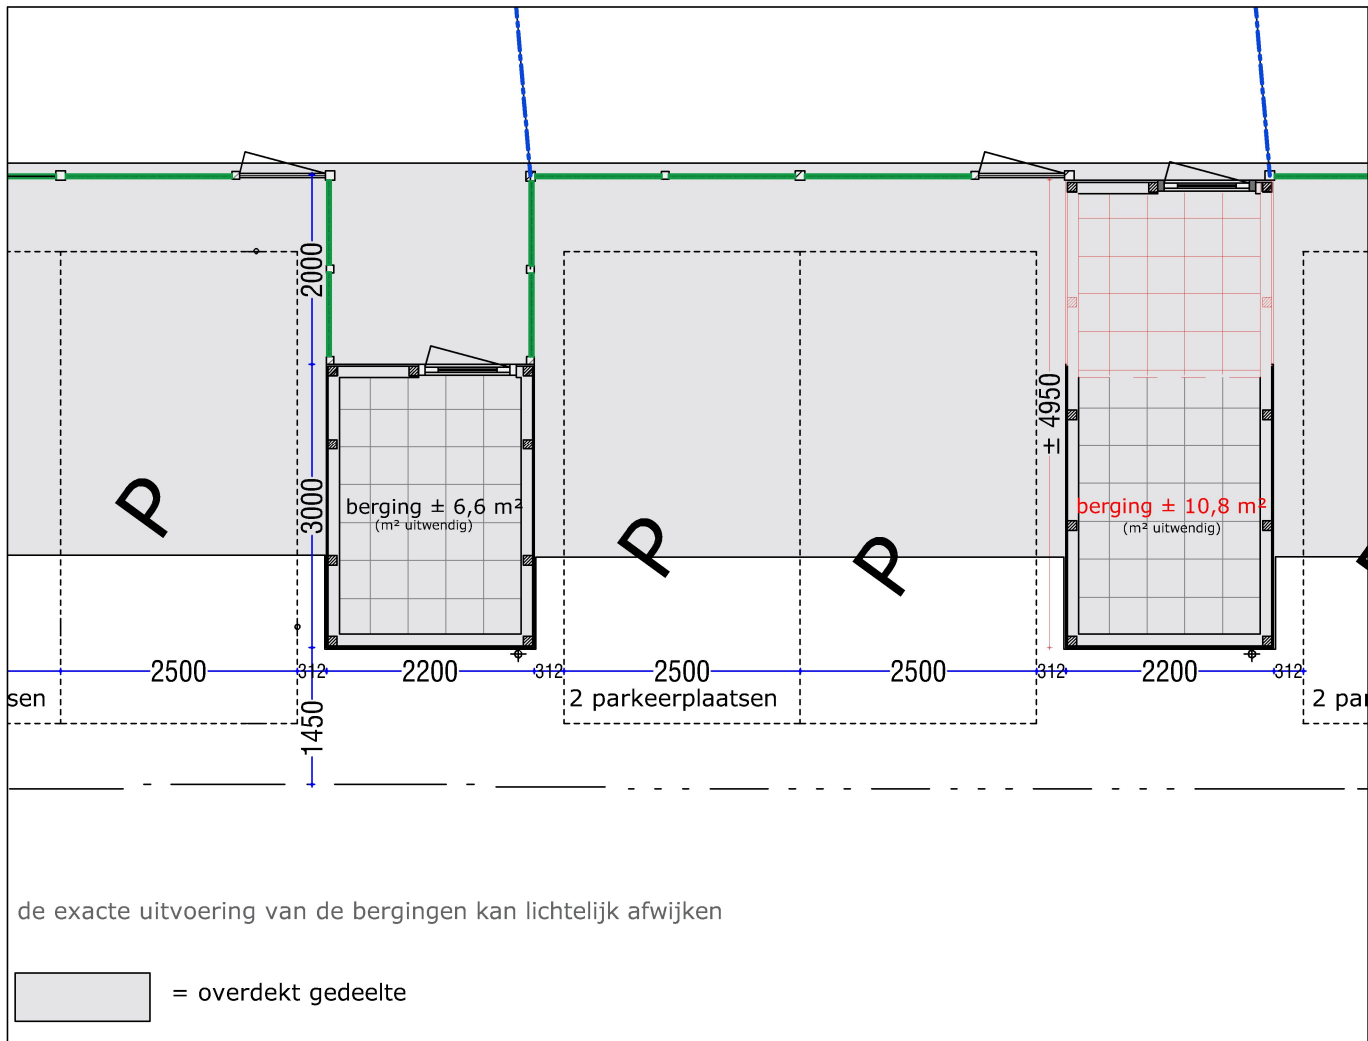 2000
± 4950
P
3000
berging ± 6,6 m²
(m² uitwendig)
P
P
berging ± 10,8 m²
(m² uitwendig)
2500
312
2200
312
2500
2500
312
2200
312
sen
2 parkeerplaatsen
2 par
1450
de exacte uitvoering van de bergingen kan lichtelijk afwijken
= overdekt gedeelte